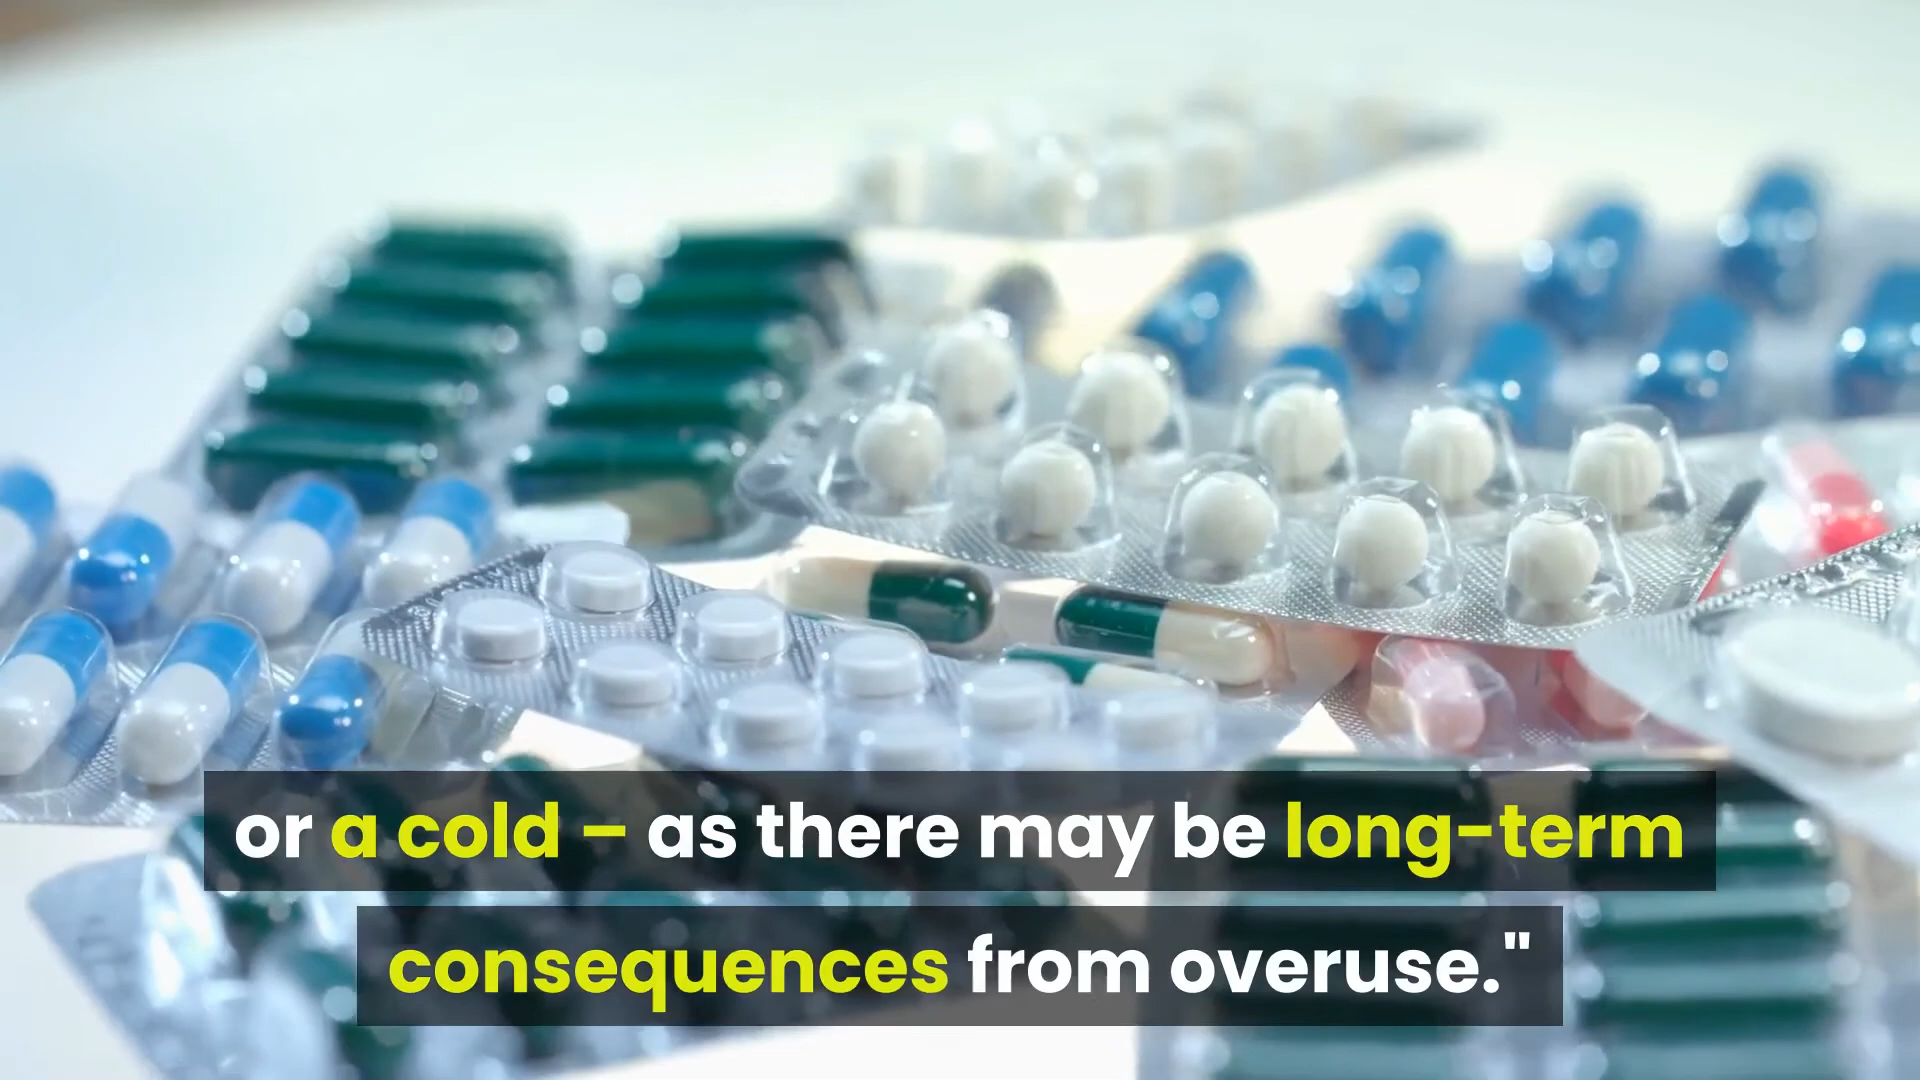 or a cold – as there may be long-term
consequences from overuse."